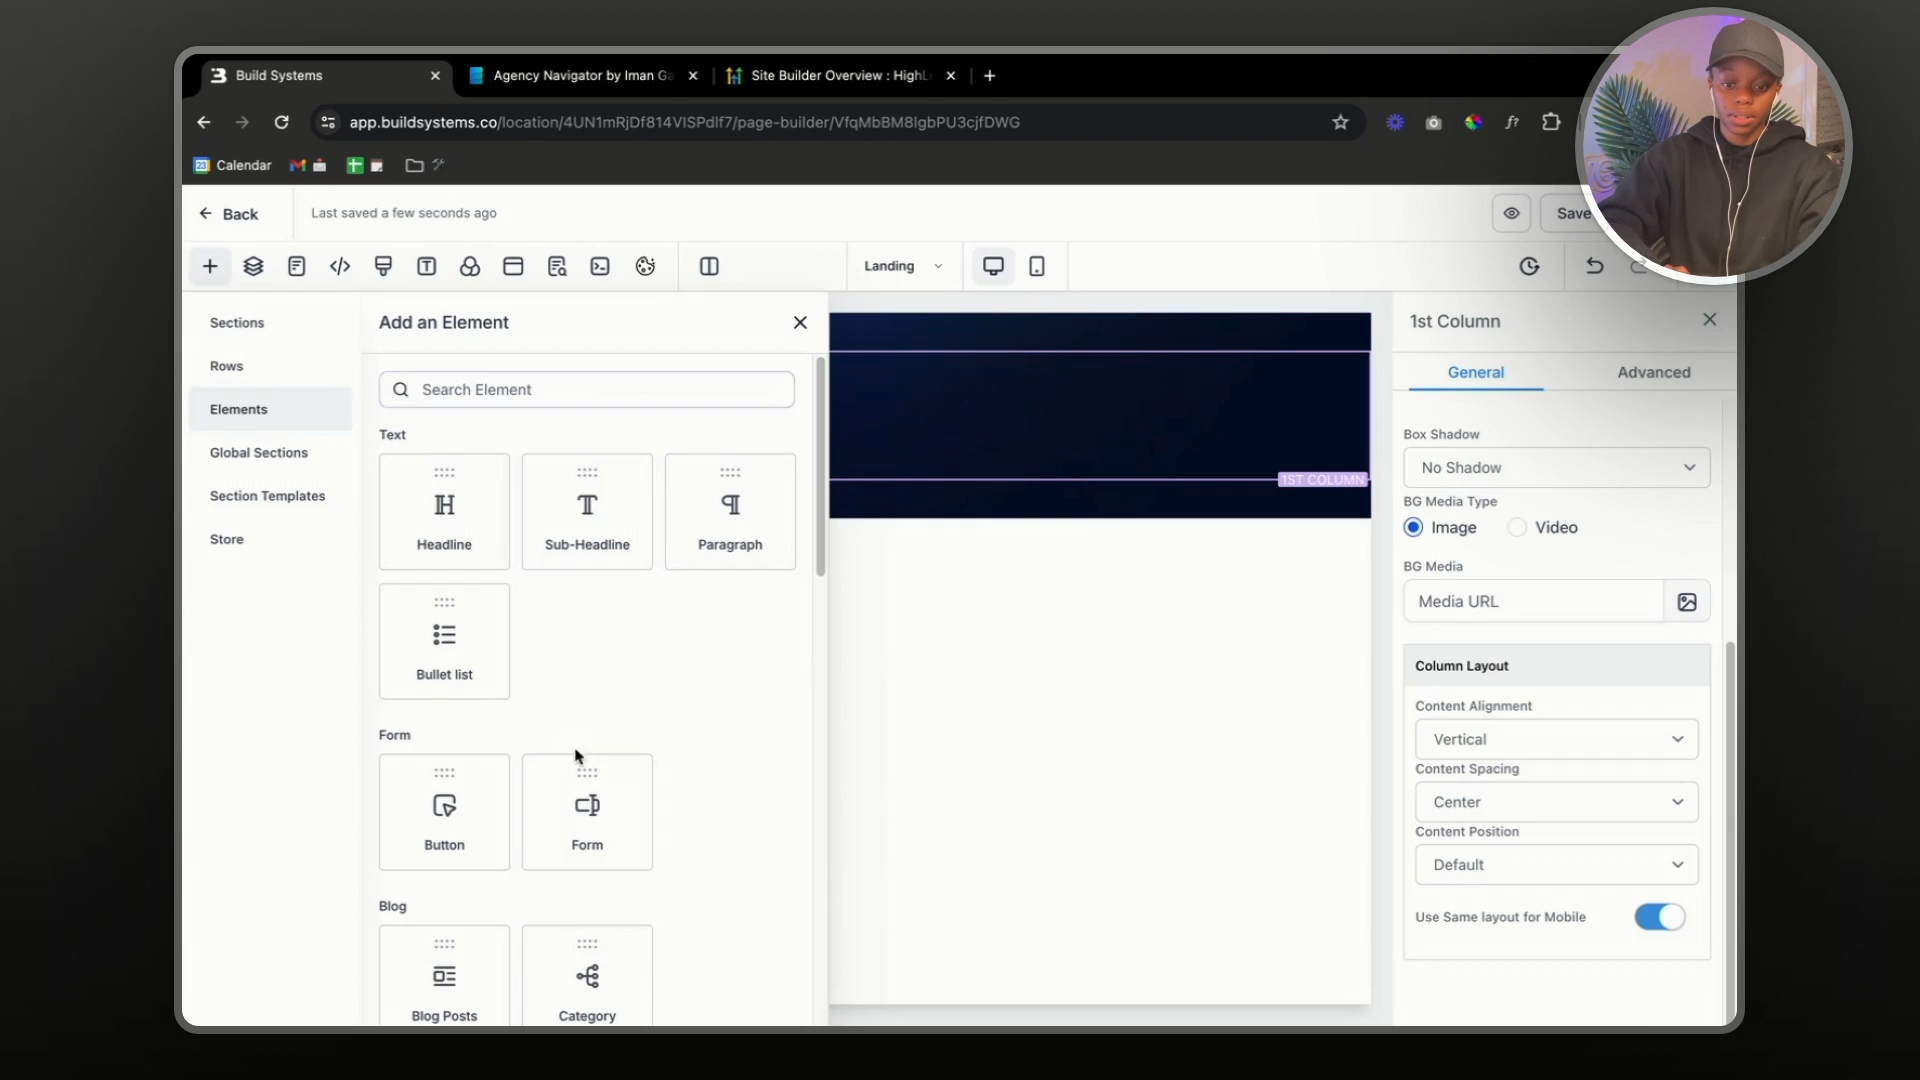 Build Systems
Agency Navigator by Iman Ga
Site Builder Overview : HighL
app.buildsystems.co/location/4UN1mRjDf814VISPdlf7/page-builder/VfqMbBM8lgbPU3cjfDWG
f?
23
Calendar
Back
Last saved a few seconds ago
Save
Landing
Sections
Rows
Elements
Global Sections
Section Templates
Store
Add an Element
Search Element
Text
Headline
Sub-Headline
Paragraph
Bullet list
Form
Button
Form
Blog
Blog Posts
Category
1ST COLUMN
1st Column
General
Advanced
Box Shadow
No Shadow
BG Media Type
Image
Video
BG Media
Media URL
Column Layout
Content Alignment
Vertical
Content Spacing
Center
Content Position
Default
Use Same layout for Mobile